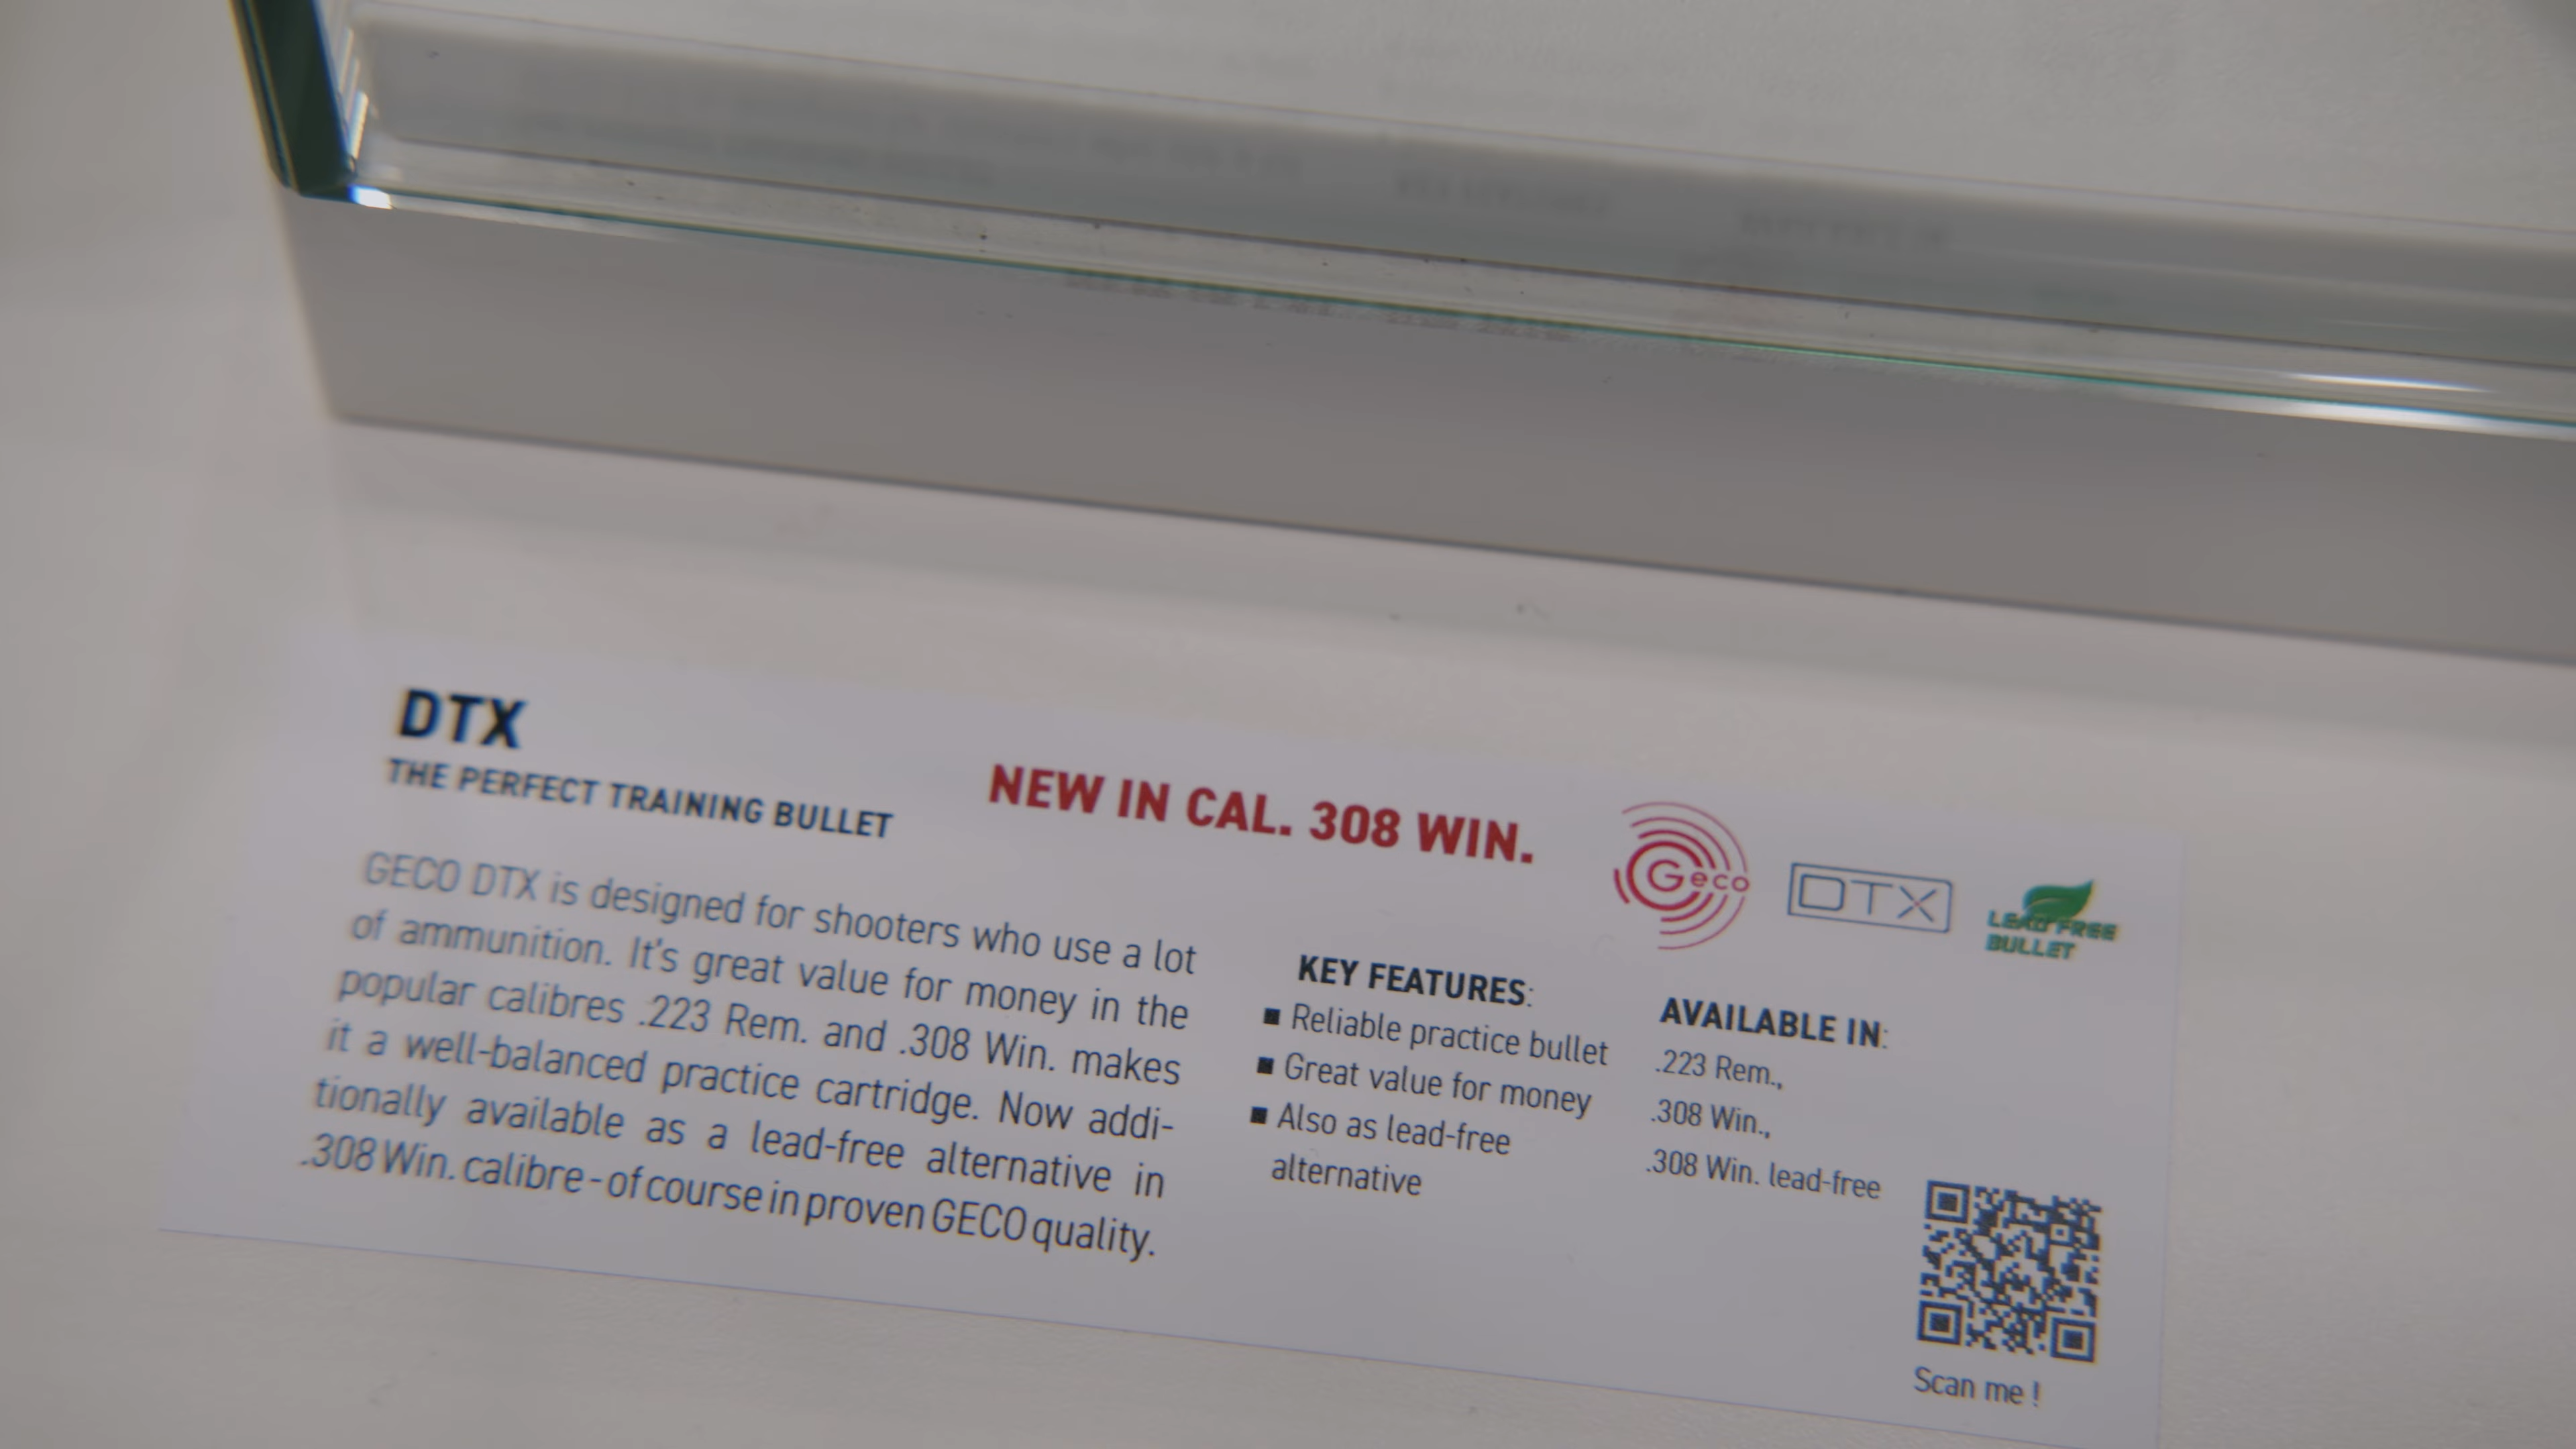 DTX
THE PERFECT TRAINING BULLET
NEW IN CAL. 308 WIN.
Geco
DTX
LEAD FREE
BULLET
GECO DTX is designed for shooters who use a lot
of ammunition. It's great value for money in the
popular calibres .223 Rem. and .308 Win. makes
it a well-balanced practice cartridge. Now addi-
tionally available as a lead-free alternative in
.308 Win. calibre - of course in proven GECO quality.
KEY FEATURES:
▪ Reliable practice bullet
▪ Great value for money
▪ Also as lead-free
alternative
AVAILABLE IN:
.223 Rem.,
.308 Win.,
.308 Win. lead-free
Scan me !